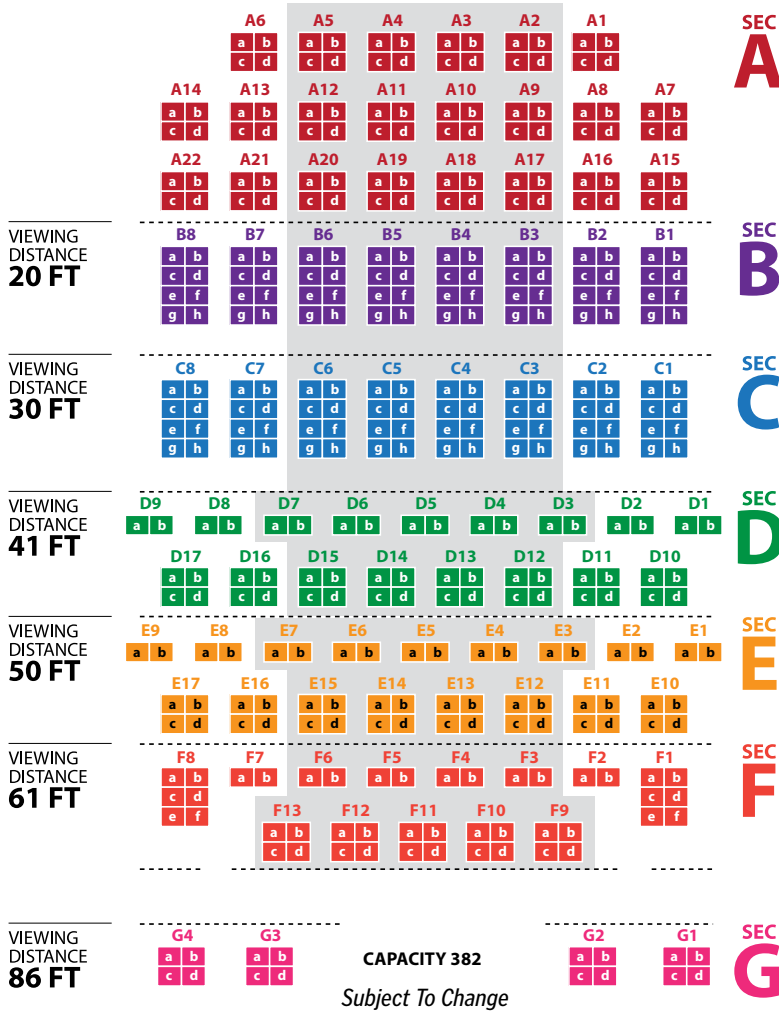 A6 A5 A4 A3 A2 A1
a b a b a b a b a b a b
c d c d c d c d c d c d
SEC
A
A14 A13 A12 A11 A10 A9 A8 A7
a b a b a b a b a b a b a b a b
c d c d c d c d c d c d c d c d
A22 A21 A20 A19 A18 A17 A16 A15
a b a b a b a b a b a b a b a b
c d c d c d c d c d c d c d c d
VIEWING
DISTANCE
20 FT
B8 B7 B6 B5 B4 B3 B2 B1
a b a b a b a b a b a b a b a b
c d c d c d c d c d c d c d c d
e f e f e f e f e f e f e f e f
g h g h g h g h g h g h g h g h
SEC
B
VIEWING
DISTANCE
30 FT
C8 C7 C6 C5 C4 C3 C2 C1
a b a b a b a b a b a b a b a b
c d c d c d c d c d c d c d c d
e f e f e f e f e f e f e f e f
g h g h g h g h g h g h g h g h
SEC
C
VIEWING
DISTANCE
41 FT
D9 D8 D7 D6 D5 D4 D3 D2 D1
a b a b a b a b a b a b a b a b a b
D17 D16 D15 D14 D13 D12 D11 D10
a b a b a b a b a b a b a b a b
c d c d c d c d c d c d c d c d
SEC
D
VIEWING
DISTANCE
50 FT
E9 E8 E7 E6 E5 E4 E3 E2 E1
a b a b a b a b a b a b a b a b a b
E17 E16 E15 E14 E13 E12 E11 E10
a b a b a b a b a b a b a b a b
c d c d c d c d c d c d c d c d
SEC
E
VIEWING
DISTANCE
61 FT
F8 F7 F6 F5 F4 F3 F2 F1
a b a b a b a b a b a b a b a b
c d c d
e f e f
F13 F12 F11 F10 F9
a b a b a b a b a b
c d c d c d c d c d
SEC
F
VIEWING
DISTANCE
86 FT
G4 G3 G2 G1
a b a b a b a b
c d c d c d c d
CAPACITY 382
Subject To Change
SEC
G